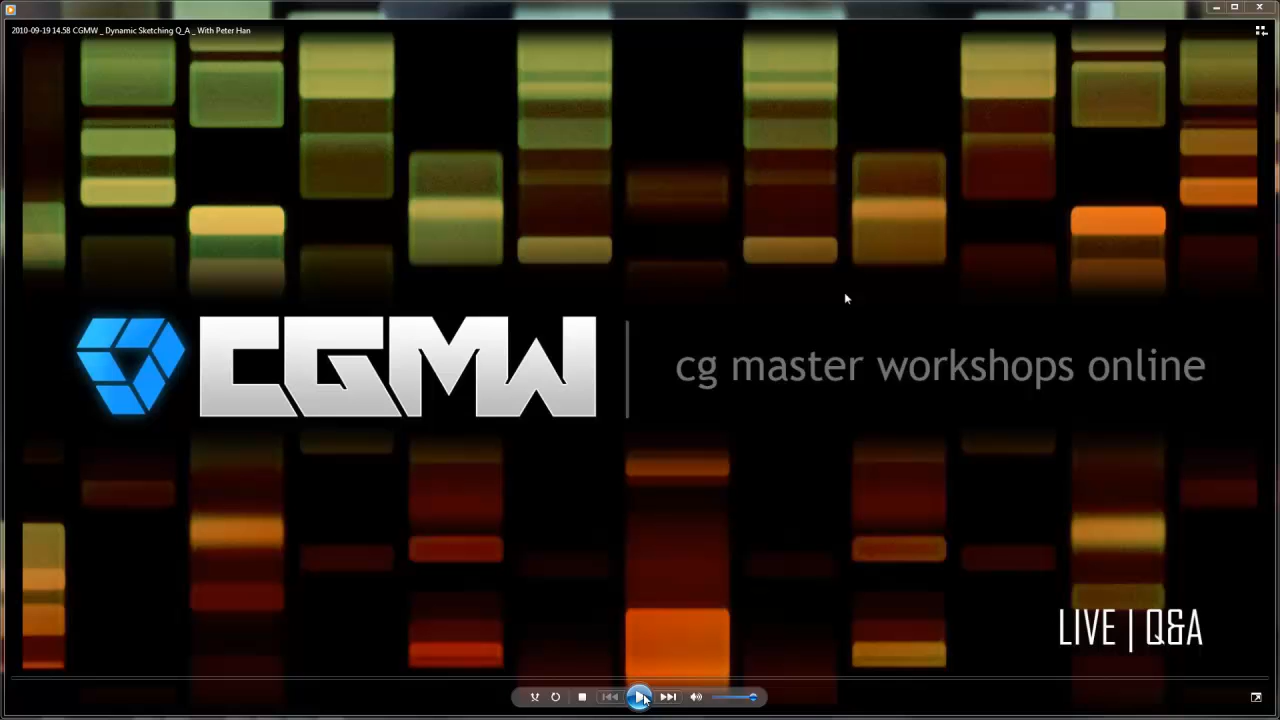 2010-09-19 14.58 CGMW _ Dynamic Sketching Q_A _ With Peter Han
CGMW
cg master workshops online
LIVE | Q&A